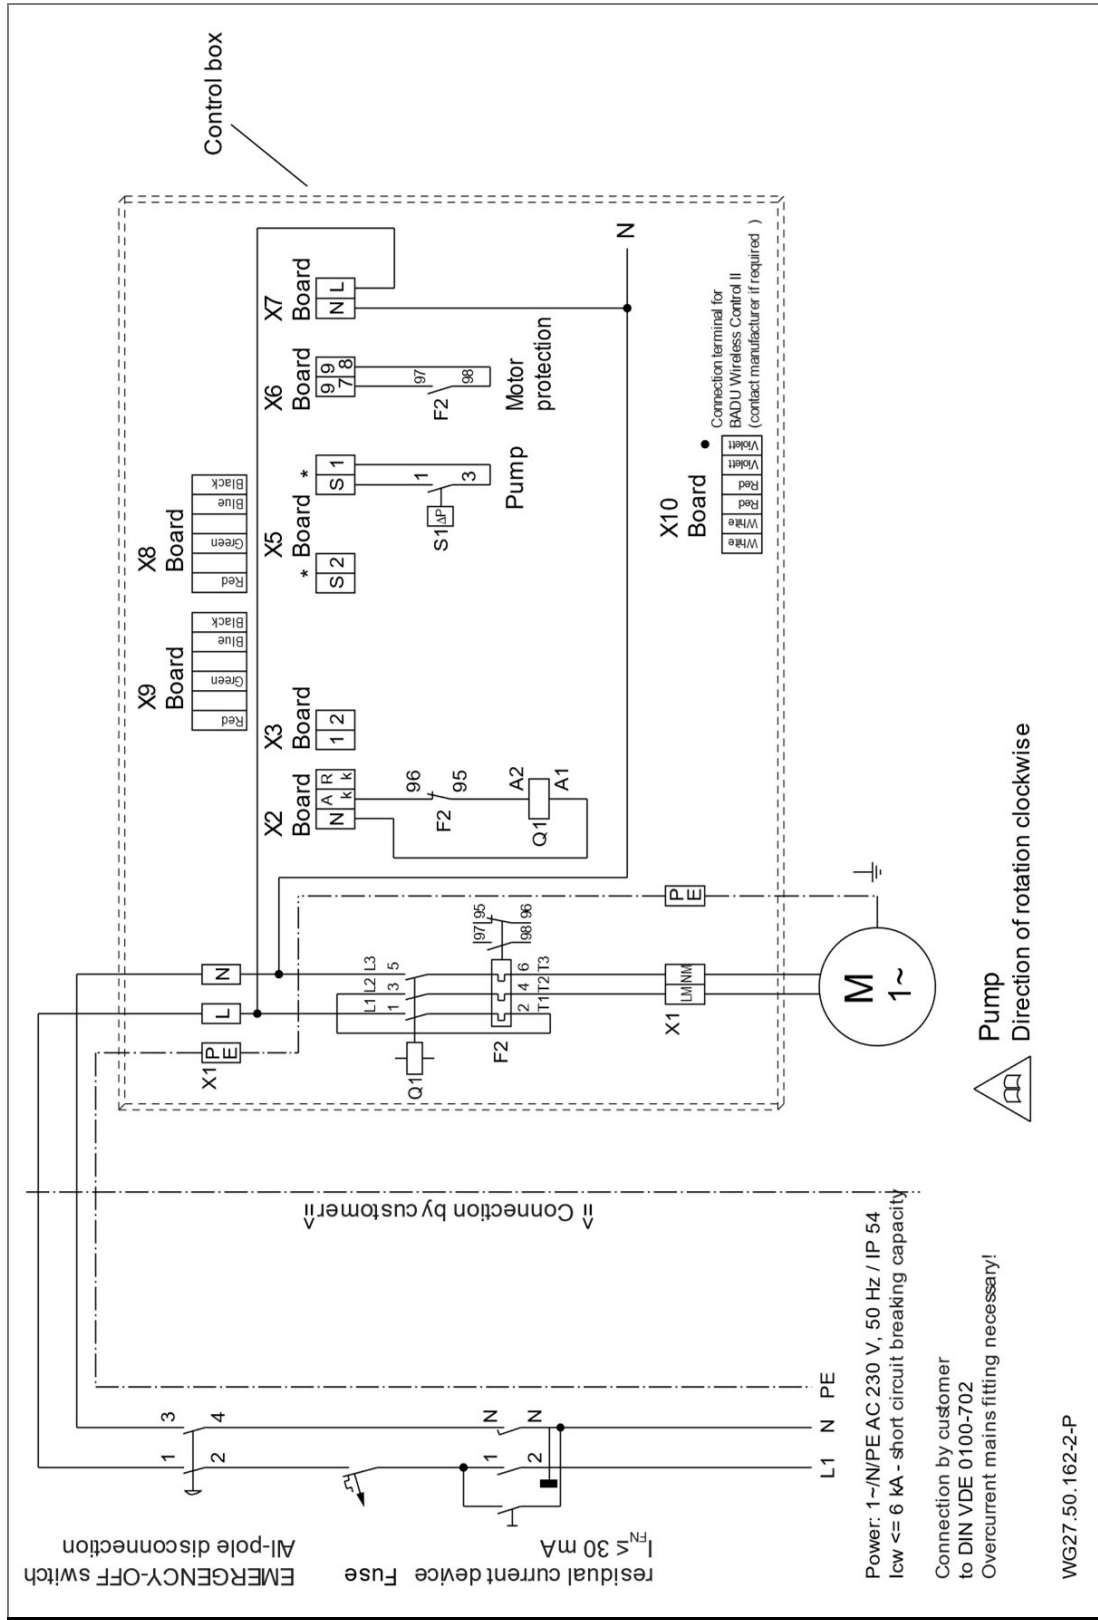 Control box
X8
Board
Red
Green
Blue
Black
X9
Board
Red
Green
Blue
Black
X7
Board
N L
X6
Board
9 9
7 8
97
98
F2
Motor
protection
X5
* Board *
S 2
S 1
1
3
S1 ΔP
Pump
X3
Board
1 2
X2
Board
N A R
k k
96
95
F2
A2
A1
Q1
N
X10
Board
White
White
Red
Red
Violett
Violett
Connection terminal for
BADU Wireless Control II
(contact manufacturer if required )
X1 PE
L
N
L1 L2 L3
1 3 5
Q1
97 95
98 96
F2
2 4 6
T1 T2 T3
X1
LM NM
PE
M
1~
Pump
Direction of rotation clockwise
=> Connection by customer =>
EMERGENCY-OFF switch
All-pole disconnection
1 3
2 4
Fuse
residual current device
IFN ≤ 30 mA
1 N
2 N
L1 N PE
Power: 1~/N/PE AC 230 V, 50 Hz / IP 54
Icw <= 6 kA - short circuit breaking capacity
Connection by customer
to DIN VDE 0100-702
Overcurrent mains fitting necessary!
WG27.50.162-2-P